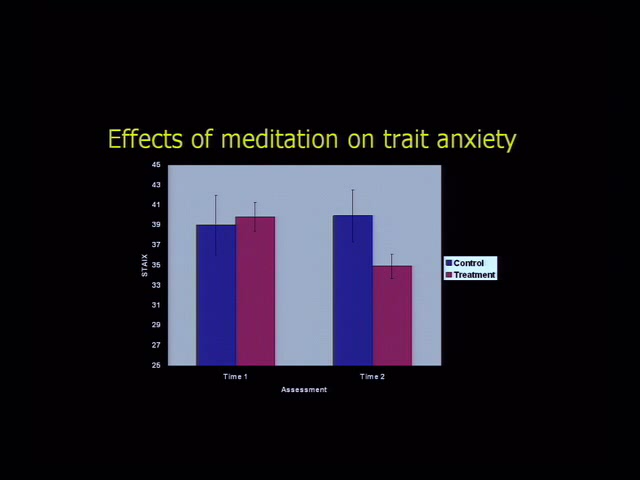 Effects of meditation on trait anxiety
45
43
41
39
37
35
33
31
29
27
25
STAIX
Time 1
Time 2
Assessment
Control
Treatment